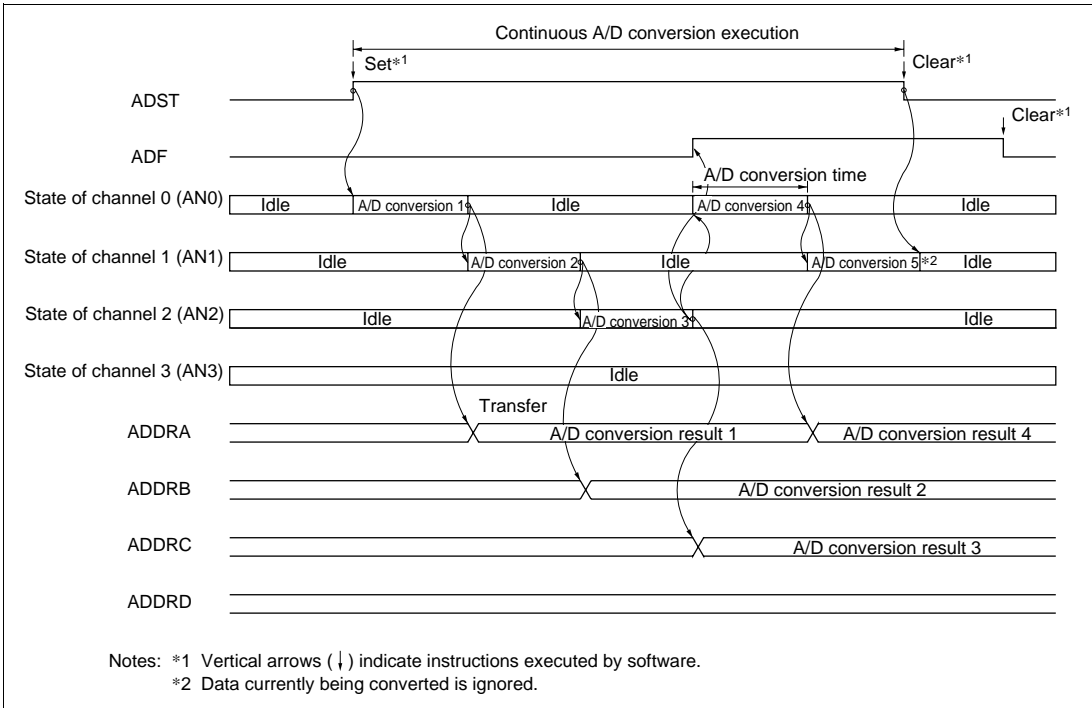 Continuous A/D conversion execution
Set*1
Clear*1
ADST
Clear*1
ADF
A/D conversion time
State of channel 0 (AN0)
Idle
A/D conversion 1
Idle
A/D conversion 4
Idle
State of channel 1 (AN1)
Idle
A/D conversion 2
Idle
A/D conversion 5
*2
Idle
State of channel 2 (AN2)
Idle
A/D conversion 3
Idle
State of channel 3 (AN3)
Idle
Transfer
ADDRA
A/D conversion result 1
A/D conversion result 4
ADDRB
A/D conversion result 2
ADDRC
A/D conversion result 3
ADDRD
Notes: *1 Vertical arrows (↓) indicate instructions executed by software.
*2 Data currently being converted is ignored.